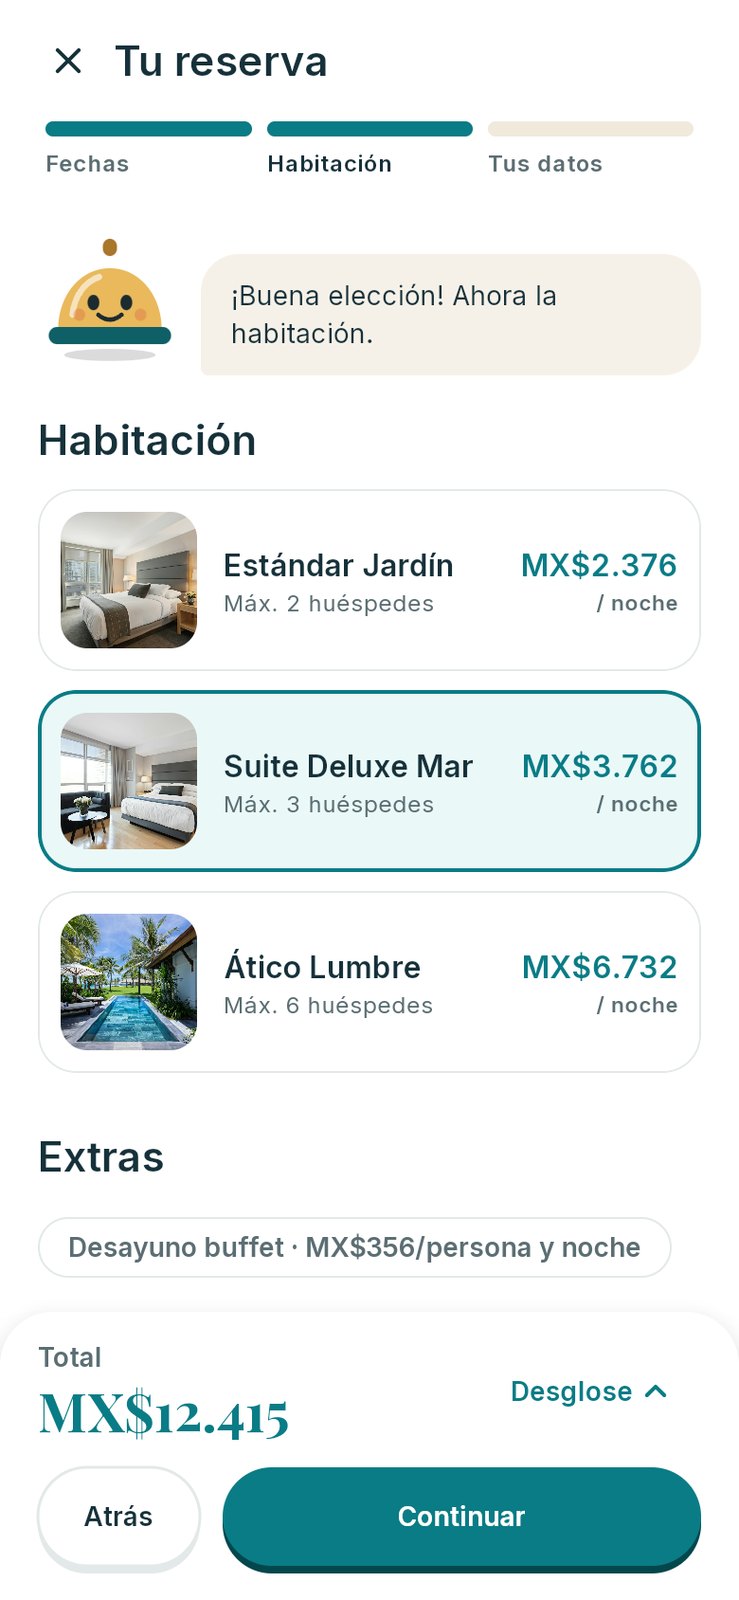 Tu reserva
Fechas
Habitación
Tus datos
¡Buena elección! Ahora la
habitación.
Habitación
Estándar Jardín
MX$2.376
Máx. 2 huéspedes
/ noche
Suite Deluxe Mar
MX$3.762
Máx. 3 huéspedes
/ noche
Ático Lumbre
MX$6.732
Máx. 6 huéspedes
/ noche
Extras
Desayuno buffet · MX$356/persona y noche
Total
MX$12.415
Desglose
Atrás
Continuar